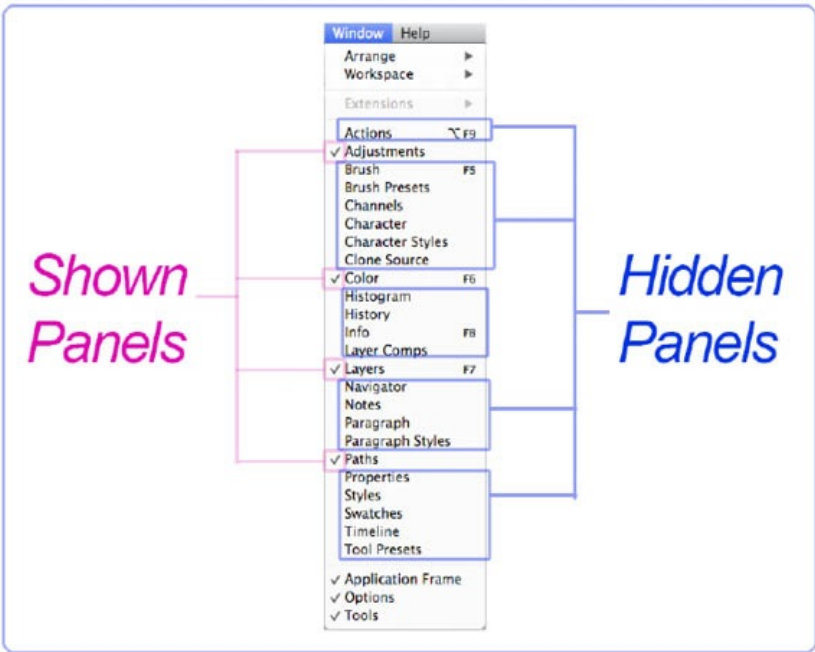 Window Help
Arrange ▶
Workspace ▶
Extensions ▶
Actions ⌥F9
✓ Adjustments
Brush F5
Brush Presets
Channels
Character
Character Styles
Clone Source
✓ Color F6
Histogram
History
Info F8
Layer Comps
✓ Layers F7
Navigator
Notes
Paragraph
Paragraph Styles
✓ Paths
Properties
Styles
Swatches
Timeline
Tool Presets
✓ Application Frame
✓ Options
✓ Tools
Shown
Panels
Hidden
Panels